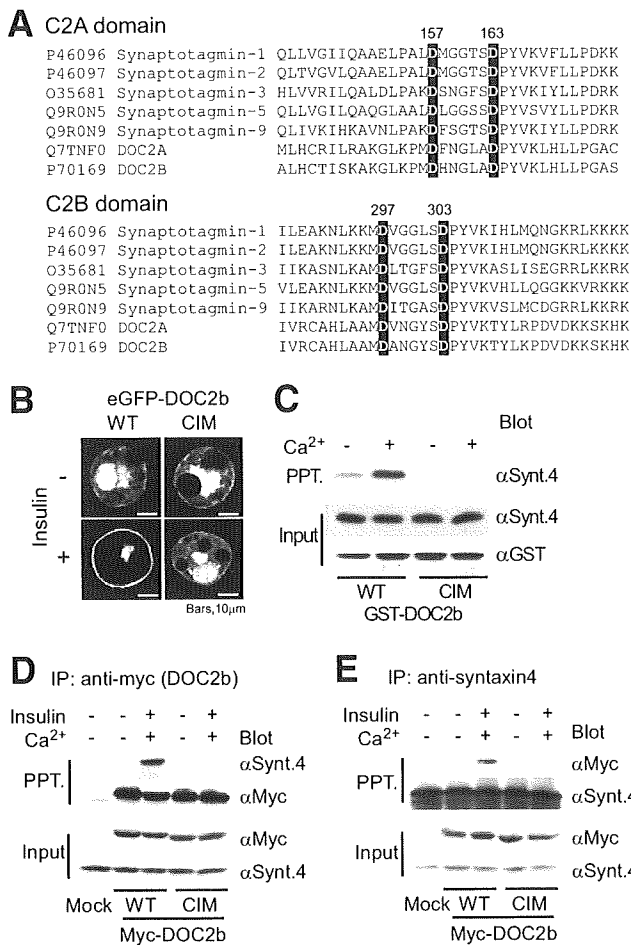 A C2A domain
157 163
P46096 Synaptotagmin-1 QLLVGIIQAAELPALDMGGTSDPYVKVFLLPDKK
P46097 Synaptotagmin-2 QLTVGVLQAAELPALDMGGTSDPYVKVFLLPDKK
O35681 Synaptotagmin-3 HLVVRILQALDLPAKDSNGFSDPYVKIYLLPDRK
Q9R0N5 Synaptotagmin-5 LLVGILQAQGLAALDLGGSSDPYVSVYLLPDKR
Q9R0N9 Synaptotagmin-9 QLIVKIHKAVNLPAKDFSGTSDPYVKIYLLPDRK
Q7TNF0 DOC2A MLHCRILRAKGLKPMDFNGLADPYVKLHLLPGAC
P70169 DOC2B ALHCTISKAKGLKPMDHNGLADPYVKLHLLPGAS
C2B domain
297 303
P46096 Synaptotagmin-1 ILEAKNLKKMDVGGLSDPYVKIHLMQNGKRLKKKK
P46097 Synaptotagmin-2 ILEAKNLKKMDVGGLSDPYVKIHLMQNGKRLKKKK
O35681 Synaptotagmin-3 IIKASNLKAMDLTGFSDPYVKASLISEGRRLKKRK
Q9R0N5 Synaptotagmin-5 VLEAKNLKKMDVGGLSDPYVKVHLLQGGKKVRKKK
Q9R0N9 Synaptotagmin-9 IIKARNLKAMDITGASDPYVKVSLMCDGRRLKKRK
Q7TNF0 DOC2A IVRCAHLAAMDVNGYSDPYVKTYLRPDVDKKSKHK
P70169 DOC2B IVRCAHLAAMDANGYSDPYVKTYLKPDVDKKSKHK
B eGFP-DOC2b
WT CIM
Insulin
-
+
Bars, 10μm
C
Ca2+ - + - + Blot
PPT. αSynt.4
Input αSynt.4
αGST
WT CIM
GST-DOC2b
D IP: anti-myc (DOC2b)
Insulin - - + - +
Ca2+ - - + - + Blot
PPT. αSynt.4
αMyc
Input αMyc
αSynt.4
Mock WT CIM
Myc-DOC2b
E IP: anti-syntaxin4
Insulin - - + - +
Ca2+ - - + - + Blot
PPT. αMyc
αSynt.4
Input αMyc
αSynt.4
Mock WT CIM
Myc-DOC2b